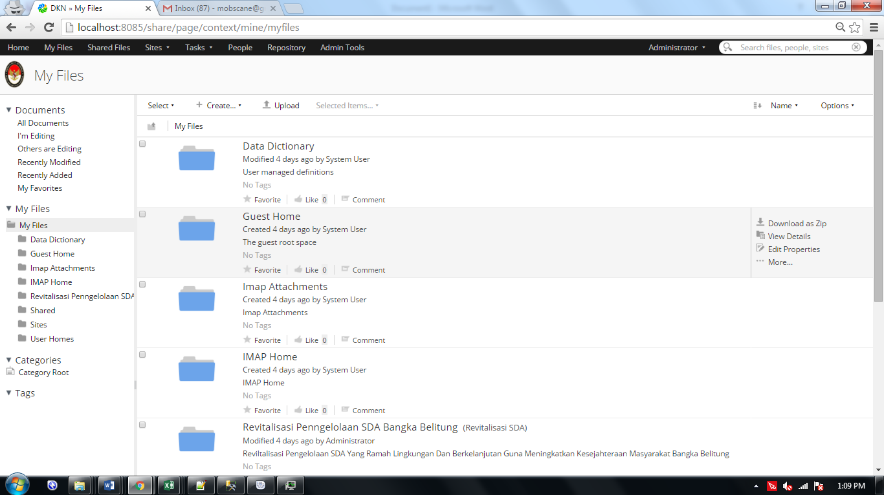 DKN » My Files
Inbox (87) - mobscane@g
localhost:8085/share/page/context/mine/myfiles
Home My Files Shared Files Sites Tasks People Repository Admin Tools Administrator Search files, people, sites
My Files
Documents
All Documents
I'm Editing
Others are Editing
Recently Modified
Recently Added
My Favorites
My Files
My Files
Data Dictionary
Guest Home
Imap Attachments
IMAP Home
Revitalisasi Penngelolaan SDA
Shared
Sites
User Homes
Categories
Category Root
Tags
Select Create... Upload Selected Items... Name Options
My Files
Data Dictionary
Modified 4 days ago by System User
User managed definitions
No Tags
Favorite Like 0 Comment
Guest Home
Created 4 days ago by System User
The guest root space
No Tags
Favorite Like 0 Comment
Download as Zip
View Details
Edit Properties
More...
Imap Attachments
Created 4 days ago by System User
Imap Attachments
No Tags
Favorite Like 0 Comment
IMAP Home
Created 4 days ago by System User
IMAP Home
No Tags
Favorite Like 0 Comment
Revitalisasi Penngelolaan SDA Bangka Belitung (Revitalisasi SDA)
Modified 4 days ago by Administrator
Reviltalisasi Pengelolaan SDA Yang Ramah Lingkungan Dan Berkelanjutan Guna Meningkatkan Kesejahteraan Masyarakat Bangka Belitung
No Tags
1:09 PM